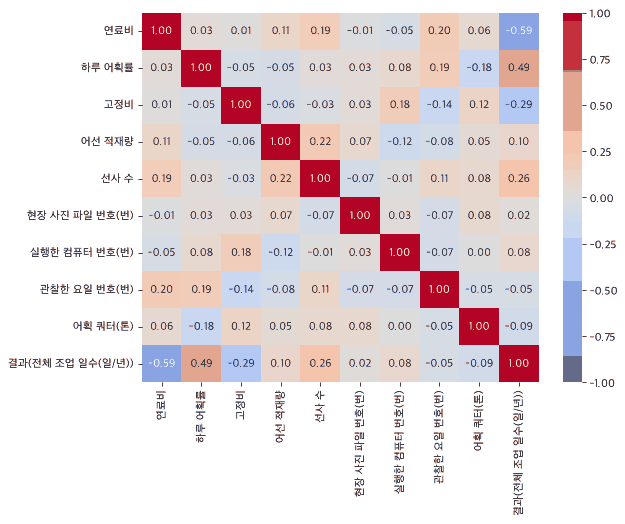 연료비 1.00 0.03 0.01 0.11 0.19 −0.01 −0.05 0.20 0.06 −0.59
하루 어획률 0.03 1.00 −0.05 −0.05 0.03 0.03 0.08 0.19 −0.18 0.49
고정비 0.01 −0.05 1.00 −0.06 −0.03 0.03 0.18 −0.14 0.12 −0.29
어선 적재량 0.11 −0.05 −0.06 1.00 0.22 0.07 −0.12 −0.08 0.05 0.10
선사 수 0.19 0.03 −0.03 0.22 1.00 −0.07 −0.01 0.11 0.08 0.26
현장 사진 파일 번호(번) −0.01 0.03 0.03 0.07 −0.07 1.00 0.03 −0.07 0.08 0.02
실행한 컴퓨터 번호(번) −0.05 0.08 0.18 −0.12 −0.01 0.03 1.00 −0.07 0.00 0.08
관찰한 요일 번호(번) 0.20 0.19 −0.14 −0.08 0.11 −0.07 −0.07 1.00 −0.05 −0.05
어획 쿼터(톤) 0.06 −0.18 0.12 0.05 0.08 0.08 0.00 −0.05 1.00 −0.09
결과(전체 조업 일수(일/년)) −0.59 0.49 −0.29 0.10 0.26 0.02 0.08 −0.05 −0.09 1.00
연료비
하루 어획률
고정비
어선 적재량
선사 수
현장 사진 파일 번호(번)
실행한 컴퓨터 번호(번)
관찰한 요일 번호(번)
어획 쿼터(톤)
결과(전체 조업 일수(일/년))
1.00
0.75
0.50
0.25
0.00
−0.25
−0.50
−0.75
−1.00